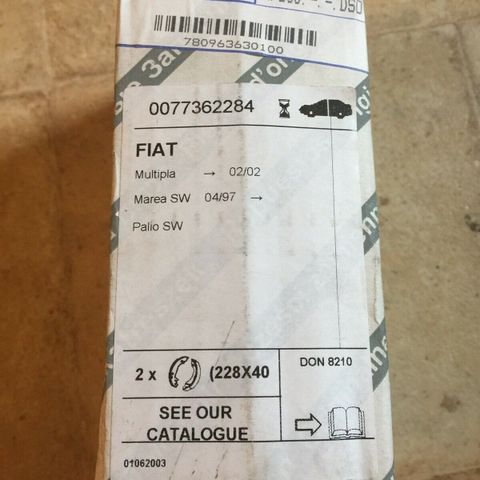 780963630100
0077362284
FIAT
Multipla → 02/02
Marea SW 04/97 →
Palio SW
2 x (228X40
DON 8210
SEE OUR
CATALOGUE
01062003